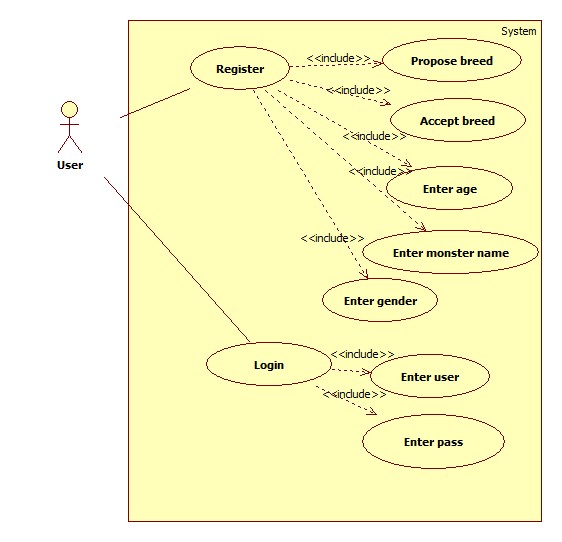 System
<<include>>
Propose breed
Register
<<include>>
Accept breed
<<include>>
User
<<include>>
Enter age
<<include>>
Enter monster name
Enter gender
<<include>>
Login
Enter user
<<include>>
Enter pass